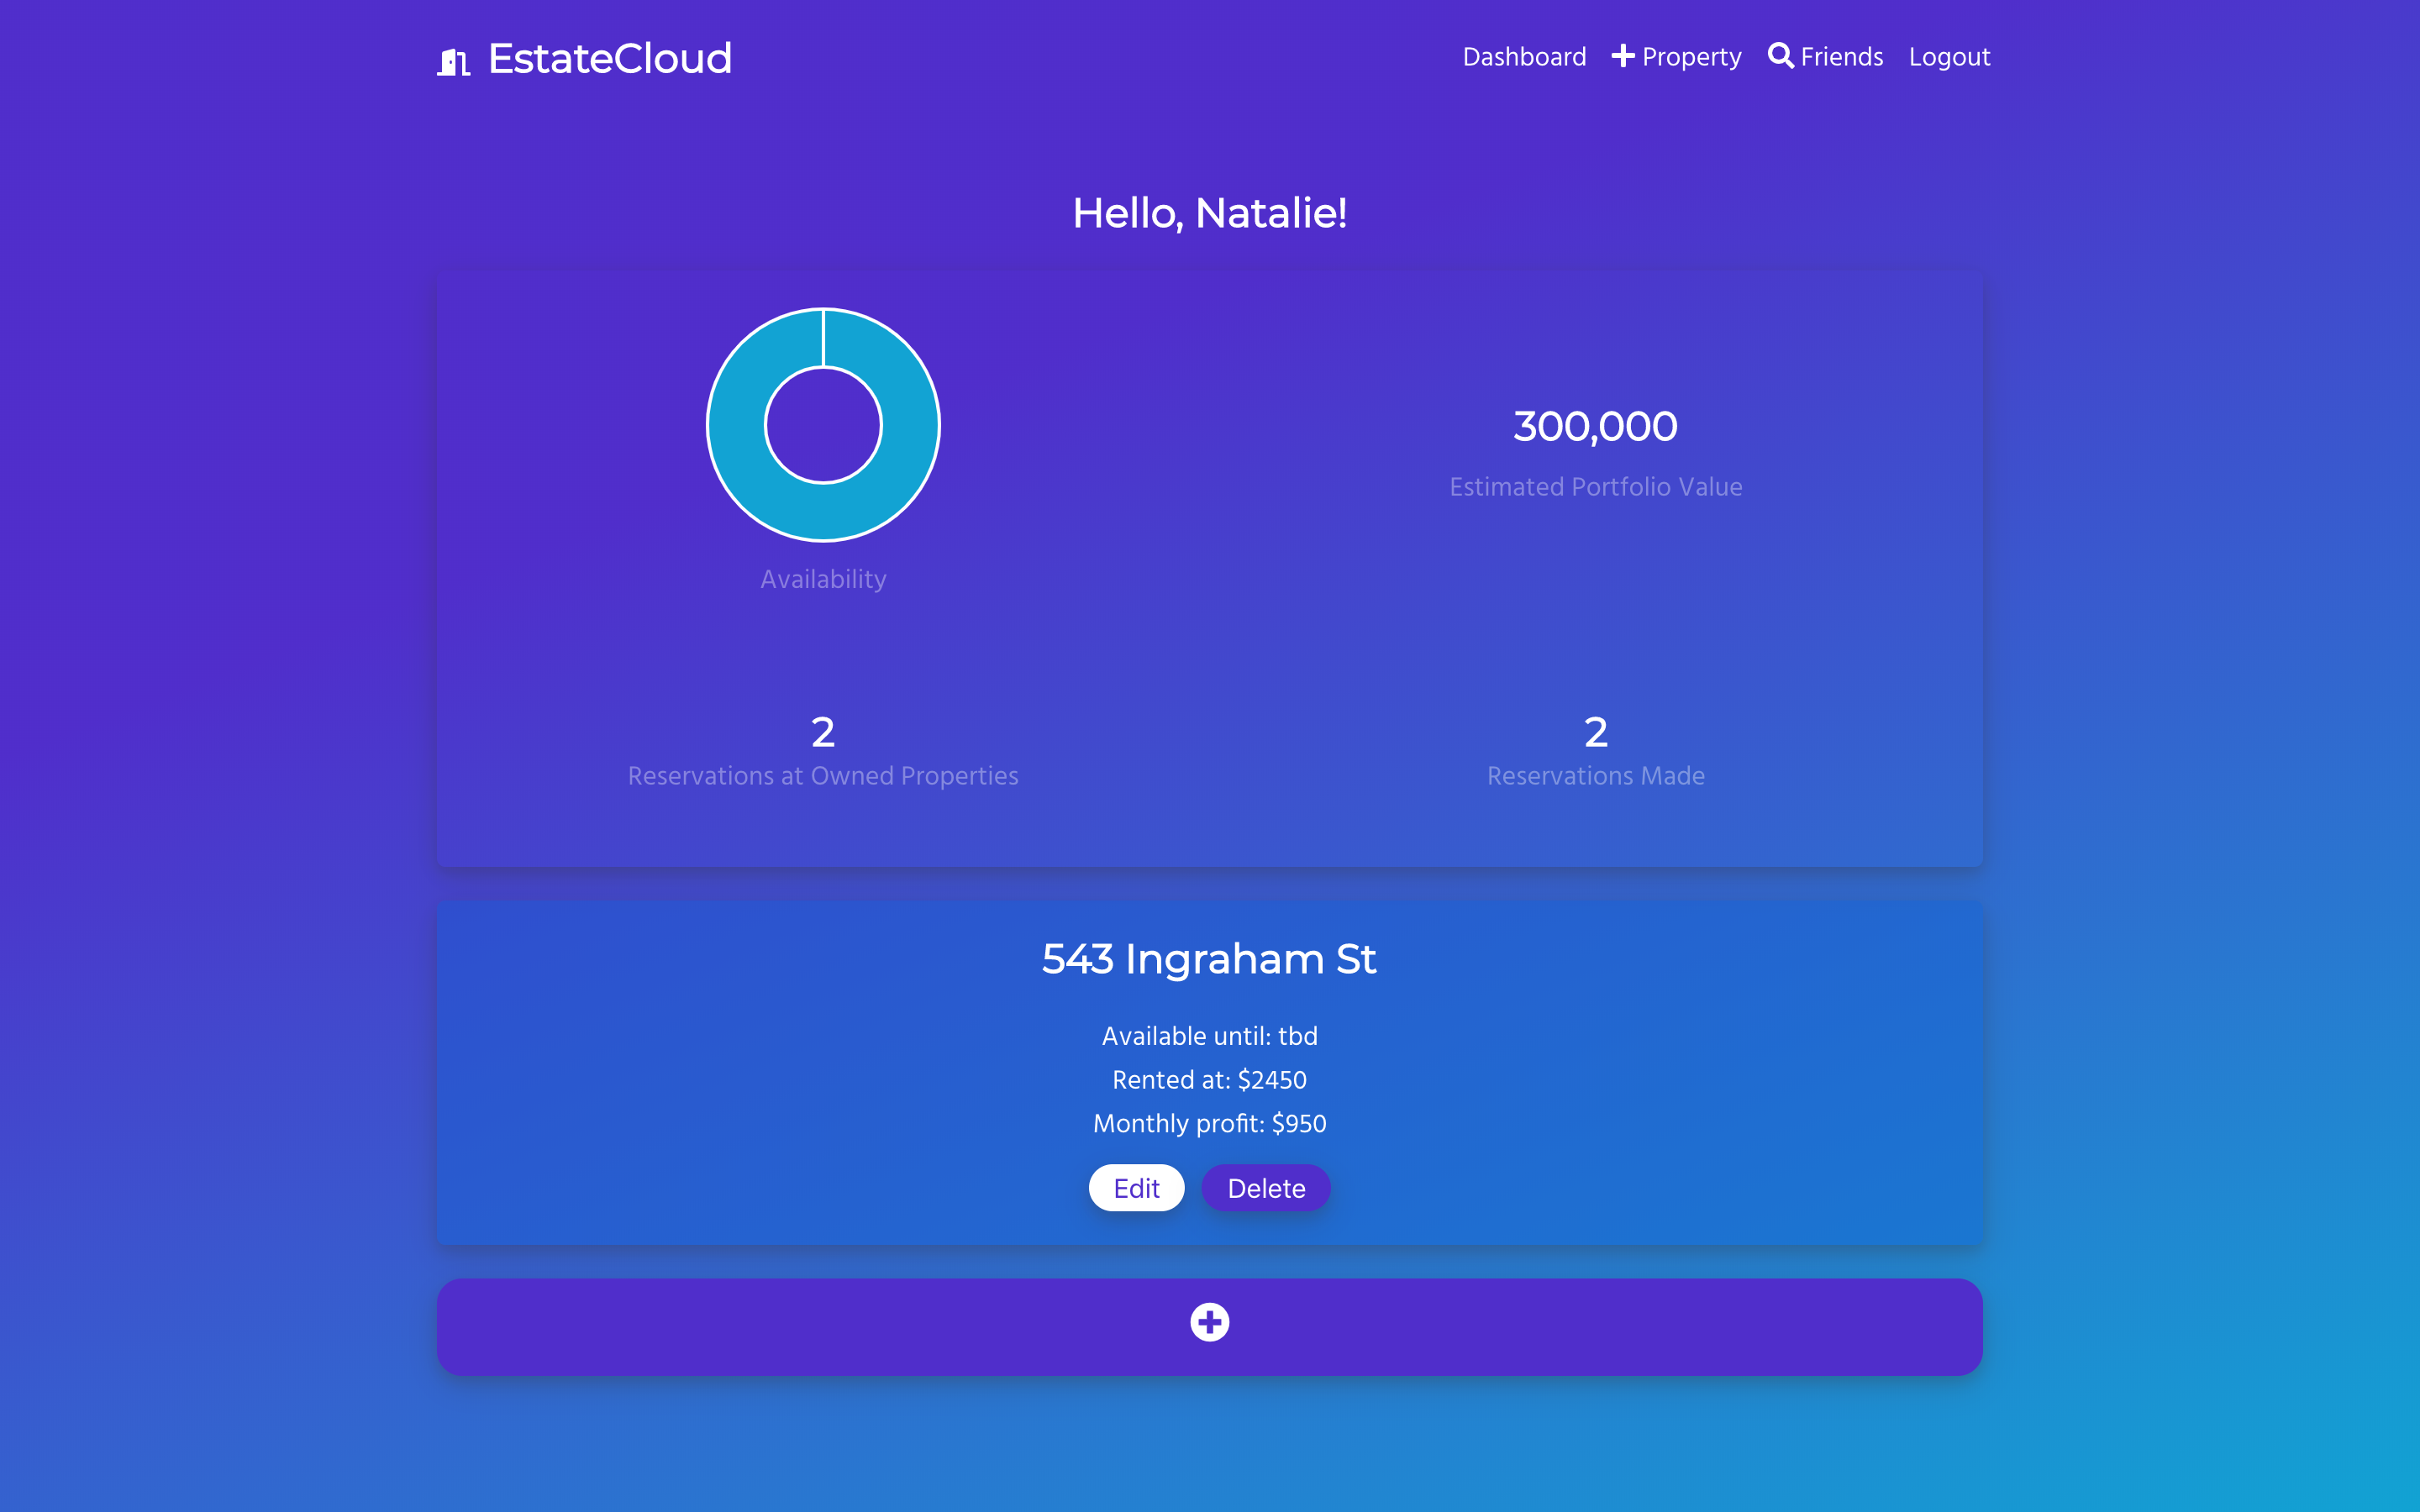 EstateCloud
Dashboard Property Friends Logout
Hello, Natalie!
300,000
Estimated Portfolio Value
Availability
2
Reservations at Owned Properties
2
Reservations Made
543 Ingraham St
Available until: tbd
Rented at: $2450
Monthly profit: $950
Edit Delete